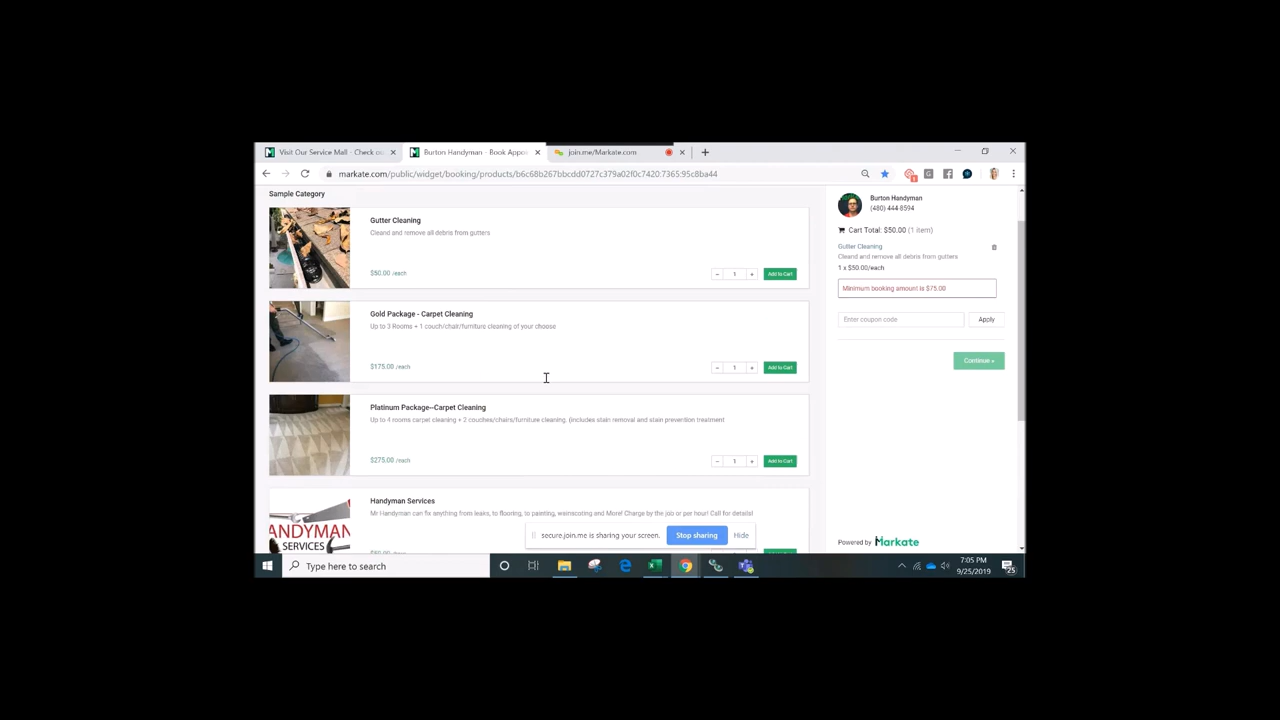 Visit Our Service Mall - Check ou
Burton Handyman - Book Appo
join.me/Markate.com
markate.com/public/widget/booking/products/b6c68b267bbcdd0727c379a02f0c7420:7365:95c8ba44
Sample Category
Gutter Cleaning
Cleand and remove all debris from gutters
$50.00 /each
- 1 +
Add to Cart
Gold Package - Carpet Cleaning
Up to 3 Rooms + 1 couch/chair/furniture cleaning of your choose
$175.00 /each
- 1 +
Add to Cart
Platinum Package--Carpet Cleaning
Up to 4 rooms carpet cleaning + 2 couches/chairs/furniture cleaning. (includes stain removal and stain prevention treatment
$275.00 /each
- 1 +
Add to Cart
ANDYMAN
SERVICES
Handyman Services
Mr Handyman can fix anything from leaks, to flooring, to painting, wainscoting and More! Charge by the job or per hour! Call for details!
Burton Handyman
(480) 444-8594
Cart Total: $50.00 (1 item)
Gutter Cleaning
Cleand and remove all debris from gutters
1 x $50.00/each
Minimum booking amount is $75.00
Enter coupon code
Apply
Continue »
Powered by Markate
secure.join.me is sharing your screen.
Stop sharing
Hide
Type here to search
7:05 PM
9/25/2019
25